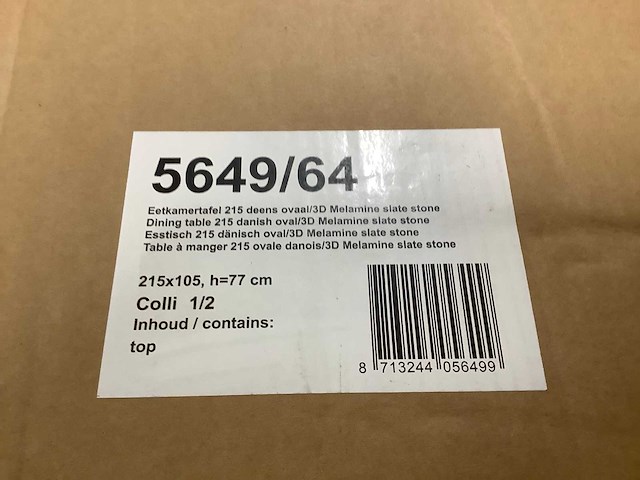 5649/64
Eetkamertafel 215 deens ovaal/3D Melamine slate stone
Dining table 215 danish oval/3D Melamine slate stone
Esstisch 215 dänisch oval/3D Melamine slate stone
Table à manger 215 ovale danois/3D Melamine slate stone
215x105, h=77 cm
Colli 1/2
Inhoud / contains:
top
8 713244 056499